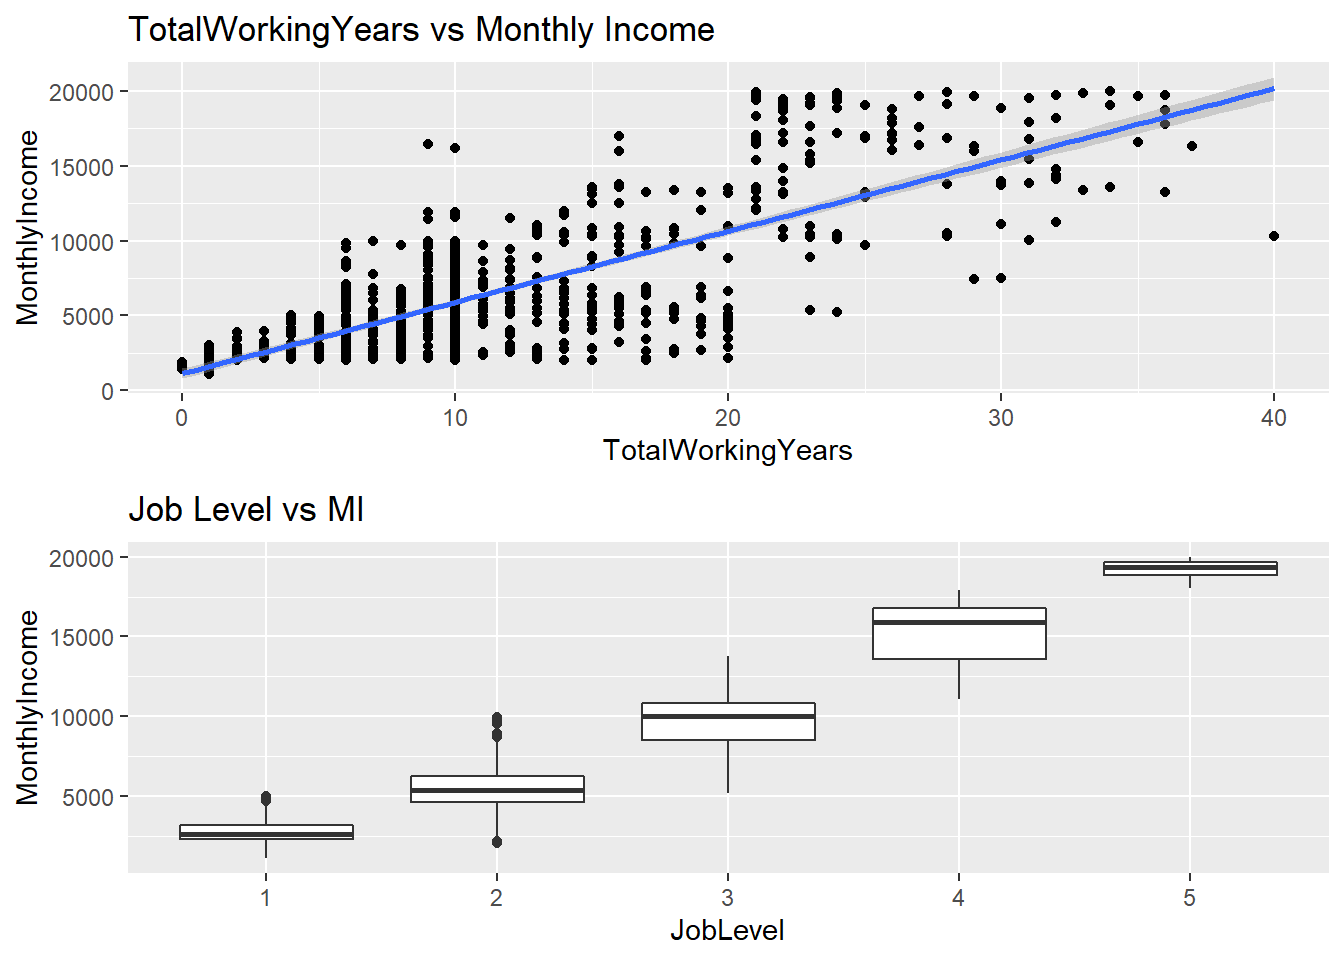 TotalWorkingYears vs Monthly Income
MonthlyIncome
20000
15000
10000
5000
0
0 10 20 30 40
TotalWorkingYears
Job Level vs MI
MonthlyIncome
20000
15000
10000
5000
1 2 3 4 5
JobLevel